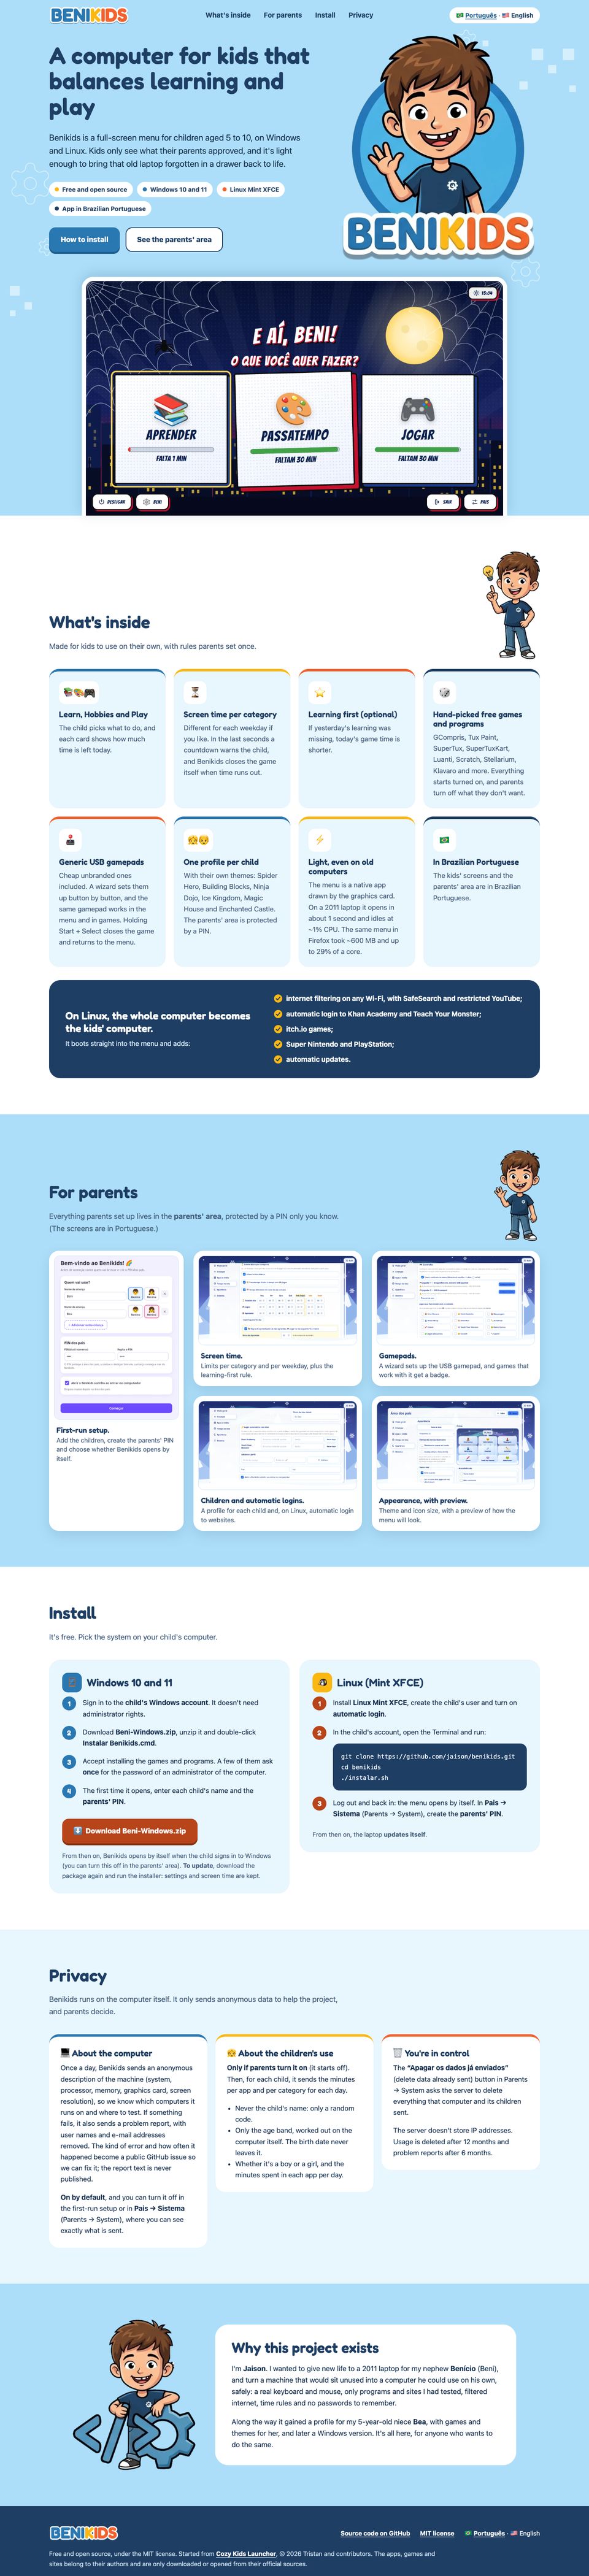 BENIKIDS
What's inside
For parents
Install
Privacy
Português · English
A computer for kids that
balances learning and
play
Benikids is a full-screen menu for children aged 5 to 10, on Windows
and Linux. Kids only see what their parents approved, and it's light
enough to bring that old laptop forgotten in a drawer back to life.
Free and open source
Windows 10 and 11
Linux Mint XFCE
App in Brazilian Portuguese
How to install
See the parents' area
BENIKIDS
15:04
E AÍ, BENI!
O QUE VOCÊ QUER FAZER?
APRENDER
FALTA 1 MIN
PASSATEMPO
FALTAM 30 MIN
JOGAR
FALTAM 30 MIN
DESLIGAR
BENI
SAIR
PAIS
What's inside
Made for kids to use on their own, with rules parents set once.
Learn, Hobbies and Play
The child picks what to do, and
each card shows how much
time is left today.
Screen time per category
Different for each weekday if
you like. In the last seconds a
countdown warns the child,
and Benikids closes the game
itself when time runs out.
Learning first (optional)
If yesterday's learning was
missing, today's game time is
shorter.
Hand-picked free games
and programs
GCompris, Tux Paint,
SuperTux, SuperTuxKart,
Luanti, Scratch, Stellarium,
Klavaro and more. Everything
starts turned on, and parents
turn off what they don't want.
Generic USB gamepads
Cheap unbranded ones
included. A wizard sets them
up button by button, and the
same gamepad works in the
menu and in games. Holding
Start + Select closes the game
and returns to the menu.
One profile per child
With their own themes: Spider
Hero, Building Blocks, Ninja
Dojo, Ice Kingdom, Magic
House and Enchanted Castle.
The parents' area is protected
by a PIN.
Light, even on old
computers
The menu is a native app
drawn by the graphics card.
On a 2011 laptop it opens in
about 1 second and idles at
~1% CPU. The same menu in
Firefox took ~600 MB and up
to 29% of a core.
In Brazilian Portuguese
The kids' screens and the
parents' area are in Brazilian
Portuguese.
On Linux, the whole computer becomes
the kids' computer.
It boots straight into the menu and adds:
internet filtering on any Wi-Fi, with SafeSearch and restricted YouTube;
automatic login to Khan Academy and Teach Your Monster;
itch.io games;
Super Nintendo and PlayStation;
automatic updates.
For parents
Everything parents set up lives in the parents' area, protected by a PIN only you know.
(The screens are in Portuguese.)
Bem-vindo ao Benikids!
Quem vai usar?
PIN dos pais
Começar
First-run setup.
Add the children, create the parents' PIN
and choose whether Benikids opens by
itself.
Screen time.
Limits per category and per weekday, plus the
learning-first rule.
Gamepads.
A wizard sets up the USB gamepad, and games that
work with it get a badge.
Children and automatic logins.
A profile for each child and, on Linux, automatic login
to websites.
Appearance, with preview.
Theme and icon size, with a preview of how the
menu will look.
Install
It's free. Pick the system on your child's computer.
Windows 10 and 11
1 Sign in to the child's Windows account. It doesn't need
administrator rights.
2 Download Beni-Windows.zip, unzip it and double-click
Instalar Benikids.cmd.
3 Accept installing the games and programs. A few of them ask
once for the password of an administrator of the computer.
4 The first time it opens, enter each child's name and the
parents' PIN.
Download Beni-Windows.zip
From then on, Benikids opens by itself when the child signs in to Windows
(you can turn this off in the parents' area). To update, download the
package again and run the installer: settings and screen time are kept.
Linux (Mint XFCE)
1 Install Linux Mint XFCE, create the child's user and turn on
automatic login.
2 In the child's account, open the Terminal and run:
git clone https://github.com/jaison/benikids.git
cd benikids
./instalar.sh
3 Log out and back in: the menu opens by itself. In Pais →
Sistema (Parents → System), create the parents' PIN.
From then on, the laptop updates itself.
Privacy
Benikids runs on the computer itself. It only sends anonymous data to help the project,
and parents decide.
About the computer
Once a day, Benikids sends an anonymous
description of the machine (system,
processor, memory, graphics card, screen
resolution), so we know which computers it
runs on and where to test. If something
fails, it also sends a problem report, with
user names and e-mail addresses
removed. The kind of error and how often it
happened become a public GitHub issue so
we can fix it; the report text is never
published.
On by default, and you can turn it off in
the first-run setup or in Pais → Sistema
(Parents → System), where you can see
exactly what is sent.
About the children's use
Only if parents turn it on (it starts off).
Then, for each child, it sends the minutes
per app and per category for each day.
• Never the child's name: only a random
code.
• Only the age band, worked out on the
computer itself. The birth date never
leaves it.
• Whether it's a boy or a girl, and the
minutes spent in each app per day.
You're in control
The “Apagar os dados já enviados”
(delete data already sent) button in Parents
→ System asks the server to delete
everything that computer and its children
sent.
The server doesn't store IP addresses.
Usage is deleted after 12 months and
problem reports after 6 months.
Why this project exists
I'm Jaison. I wanted to give new life to a 2011 laptop for my nephew Benício (Beni),
and turn a machine that would sit unused into a computer he could use on his own,
safely: a real keyboard and mouse, only programs and sites I had tested, filtered
internet, time rules and no passwords to remember.
Along the way it gained a profile for my 5-year-old niece Bea, with games and
themes for her, and later a Windows version. It's all here, for anyone who wants to
do the same.
BENIKIDS
Source code on GitHub
MIT license
Português · English
Free and open source, under the MIT license. Started from Cozy Kids Launcher, © 2026 Tristan and contributors. The apps, games and
sites belong to their authors and are only downloaded or opened from their official sources.